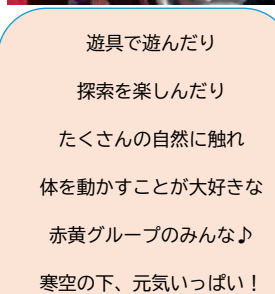 遊具で遊んだり
探索を楽しんだり
たくさんの自然に触れ
体を動かすことが大好きな
赤黄グループのみんな♪
寒空の下、元気いっぱい！